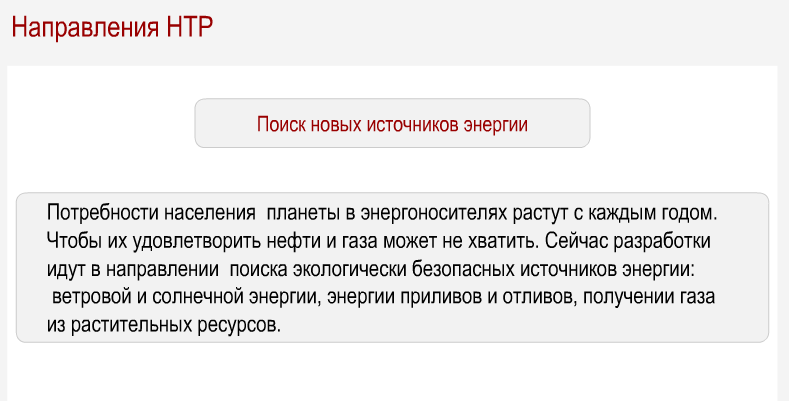 Направления НТР
Поиск новых источников энергии
Потребности населения  планеты в энергоносителях растут с каждым годом.
Чтобы их удовлетворить нефти и газа может не хватить. Сейчас разработки
идут в направлении  поиска экологически безопасных источников энергии:
ветровой и солнечной энергии, энергии приливов и отливов, получении газа
из растительных ресурсов.